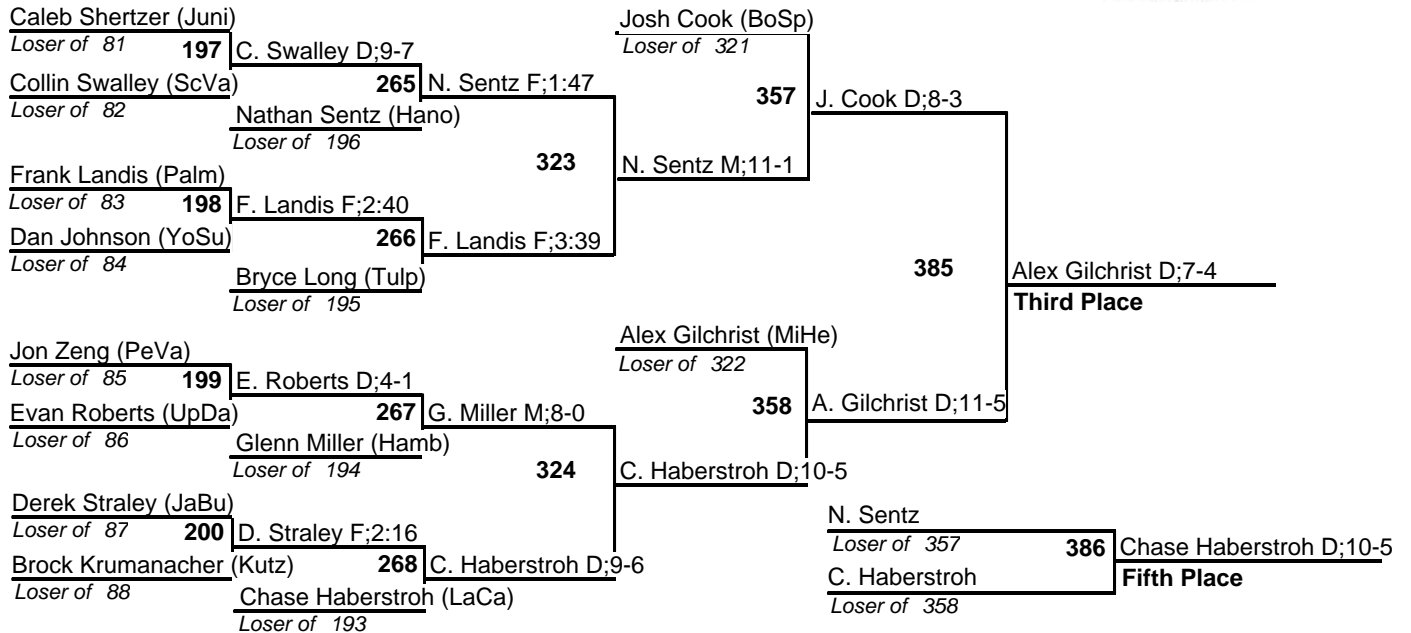 Caleb Shertzer (Juni)
Loser of 81
197
C. Swalley D;9-7
Collin Swalley (ScVa)
Loser of 82
265
N. Sentz F;1:47
Nathan Sentz (Hano)
Loser of 196
Frank Landis (Palm)
Loser of 83
198
F. Landis F;2:40
Dan Johnson (YoSu)
Loser of 84
266
F. Landis F;3:39
Bryce Long (Tulp)
Loser of 195
323
N. Sentz M;11-1
Josh Cook (BoSp)
Loser of 321
357
J. Cook D;8-3
Jon Zeng (PeVa)
Loser of 85
199
E. Roberts D;4-1
Evan Roberts (UpDa)
Loser of 86
267
G. Miller M;8-0
Glenn Miller (Hamb)
Loser of 194
Derek Straley (JaBu)
Loser of 87
200
D. Straley F;2:16
Brock Krumanacher (Kutz)
Loser of 88
268
C. Haberstroh D;9-6
Chase Haberstroh (LaCa)
Loser of 193
324
C. Haberstroh D;10-5
Alex Gilchrist (MiHe)
Loser of 322
358
A. Gilchrist D;11-5
385
Alex Gilchrist D;7-4
Third Place
N. Sentz
Loser of 357
386
Chase Haberstroh D;10-5
C. Haberstroh
Fifth Place
Loser of 358